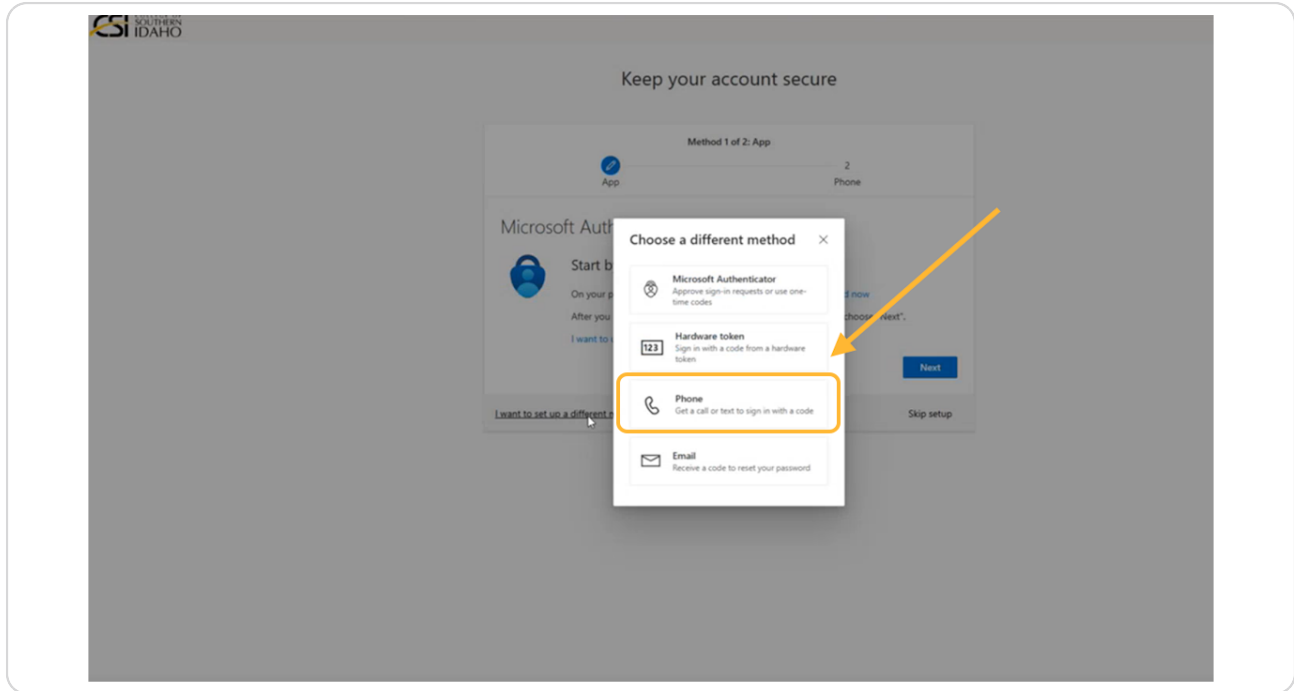 CSI
SOUTHERN
IDAHO
Keep your account secure
Method 1 of 2: App
App
2
Phone
Microsoft Auth
Start b
On your p
d now
After you
choose "Next".
I want to
Next
I want to set up a different
Skip setup
Choose a different method
Microsoft Authenticator
Approve sign-in requests or use one-
time codes
123
Hardware token
Sign in with a code from a hardware
token
Phone
Get a call or text to sign in with a code
Email
Receive a code to reset your password